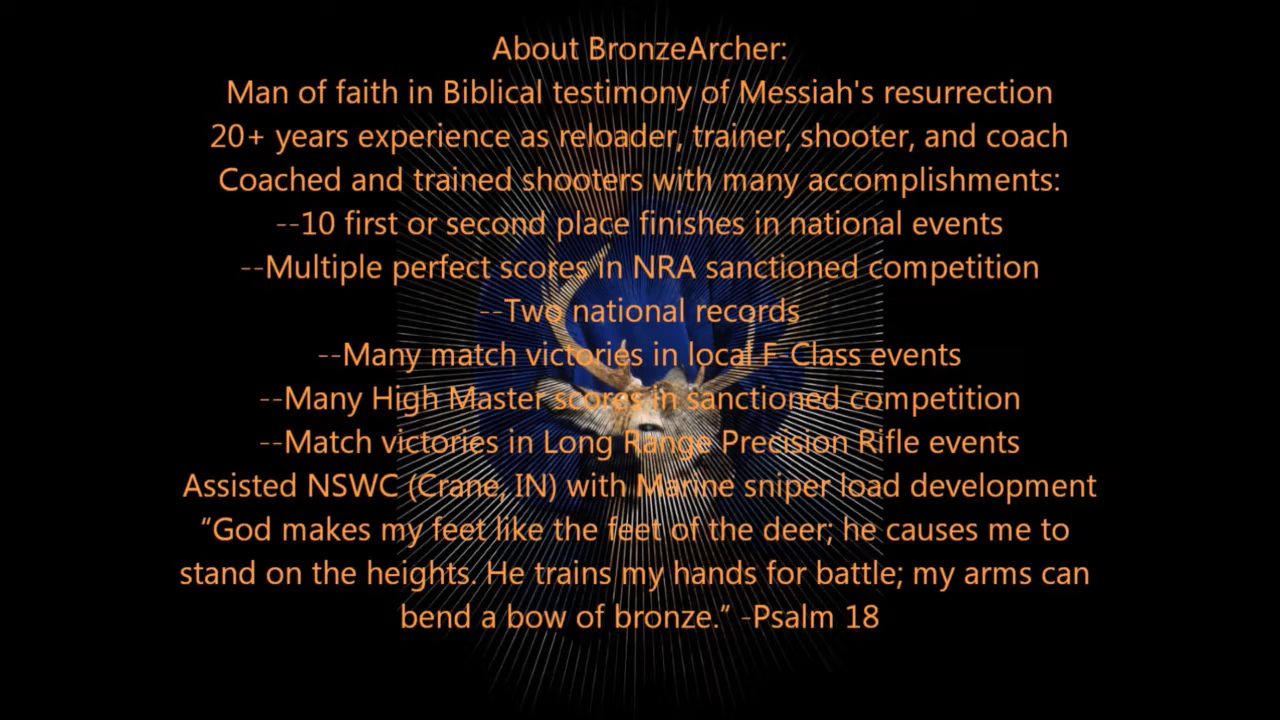 About BronzeArcher:
Man of faith in Biblical testimony of Messiah's resurrection
20+ years experience as reloader, trainer, shooter, and coach
Coached and trained shooters with many accomplishments:
--10 first or second place finishes in national events
--Multiple perfect scores in NRA sanctioned competition
--Two national records
--Many match victories in local F-Class events
--Many High Master scores in sanctioned competition
--Match victories in Long Range Precision Rifle events
Assisted NSWC (Crane, IN) with Marine sniper load development
“God makes my feet like the feet of the deer; he causes me to
stand on the heights. He trains my hands for battle; my arms can
bend a bow of bronze.” -Psalm 18